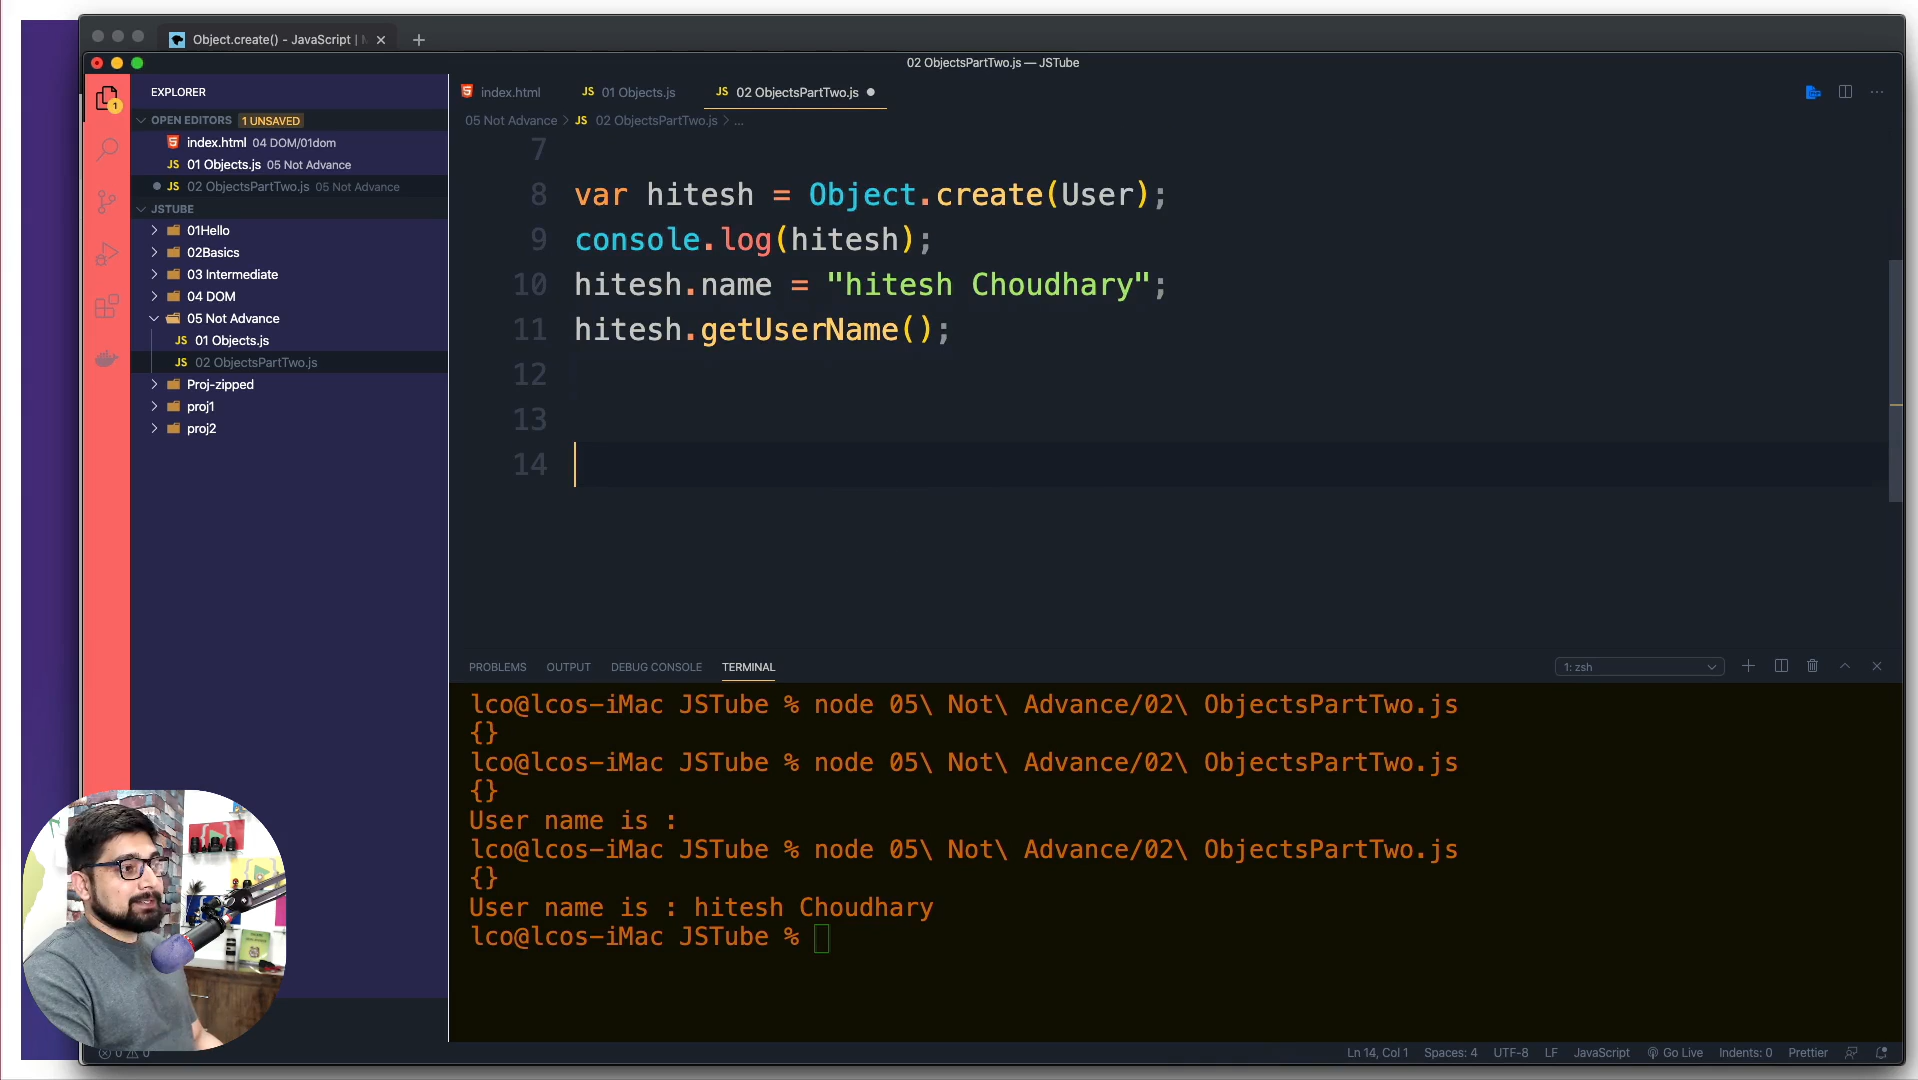 Object.create() - JavaScript |
02 ObjectsPartTwo.js — JSTube
EXPLORER
OPEN EDITORS 1 UNSAVED
index.html 04 DOM/01dom
01 Objects.js 05 Not Advance
02 ObjectsPartTwo.js 05 Not Advance
JSTUBE
01Hello
02Basics
03 Intermediate
04 DOM
05 Not Advance
01 Objects.js
02 ObjectsPartTwo.js
Proj-zipped
proj1
proj2
1
index.html
JS 01 Objects.js
JS 02 ObjectsPartTwo.js
05 Not Advance > JS 02 ObjectsPartTwo.js > ...
7
8 var hitesh = Object.create(User);
9 console.log(hitesh);
10 hitesh.name = "hitesh Choudhary";
11 hitesh.getUserName();
12
13
14
PROBLEMS OUTPUT DEBUG CONSOLE TERMINAL 1: zsh
lco@lcos-iMac JSTube % node 05\ Not\ Advance/02\ ObjectsPartTwo.js
{}
lco@lcos-iMac JSTube % node 05\ Not\ Advance/02\ ObjectsPartTwo.js
{}
User name is :
lco@lcos-iMac JSTube % node 05\ Not\ Advance/02\ ObjectsPartTwo.js
{}
User name is : hitesh Choudhary
lco@lcos-iMac JSTube %
Ln 14, Col 1 Spaces: 4 UTF-8 LF JavaScript Go Live Indents: 0 Prettier